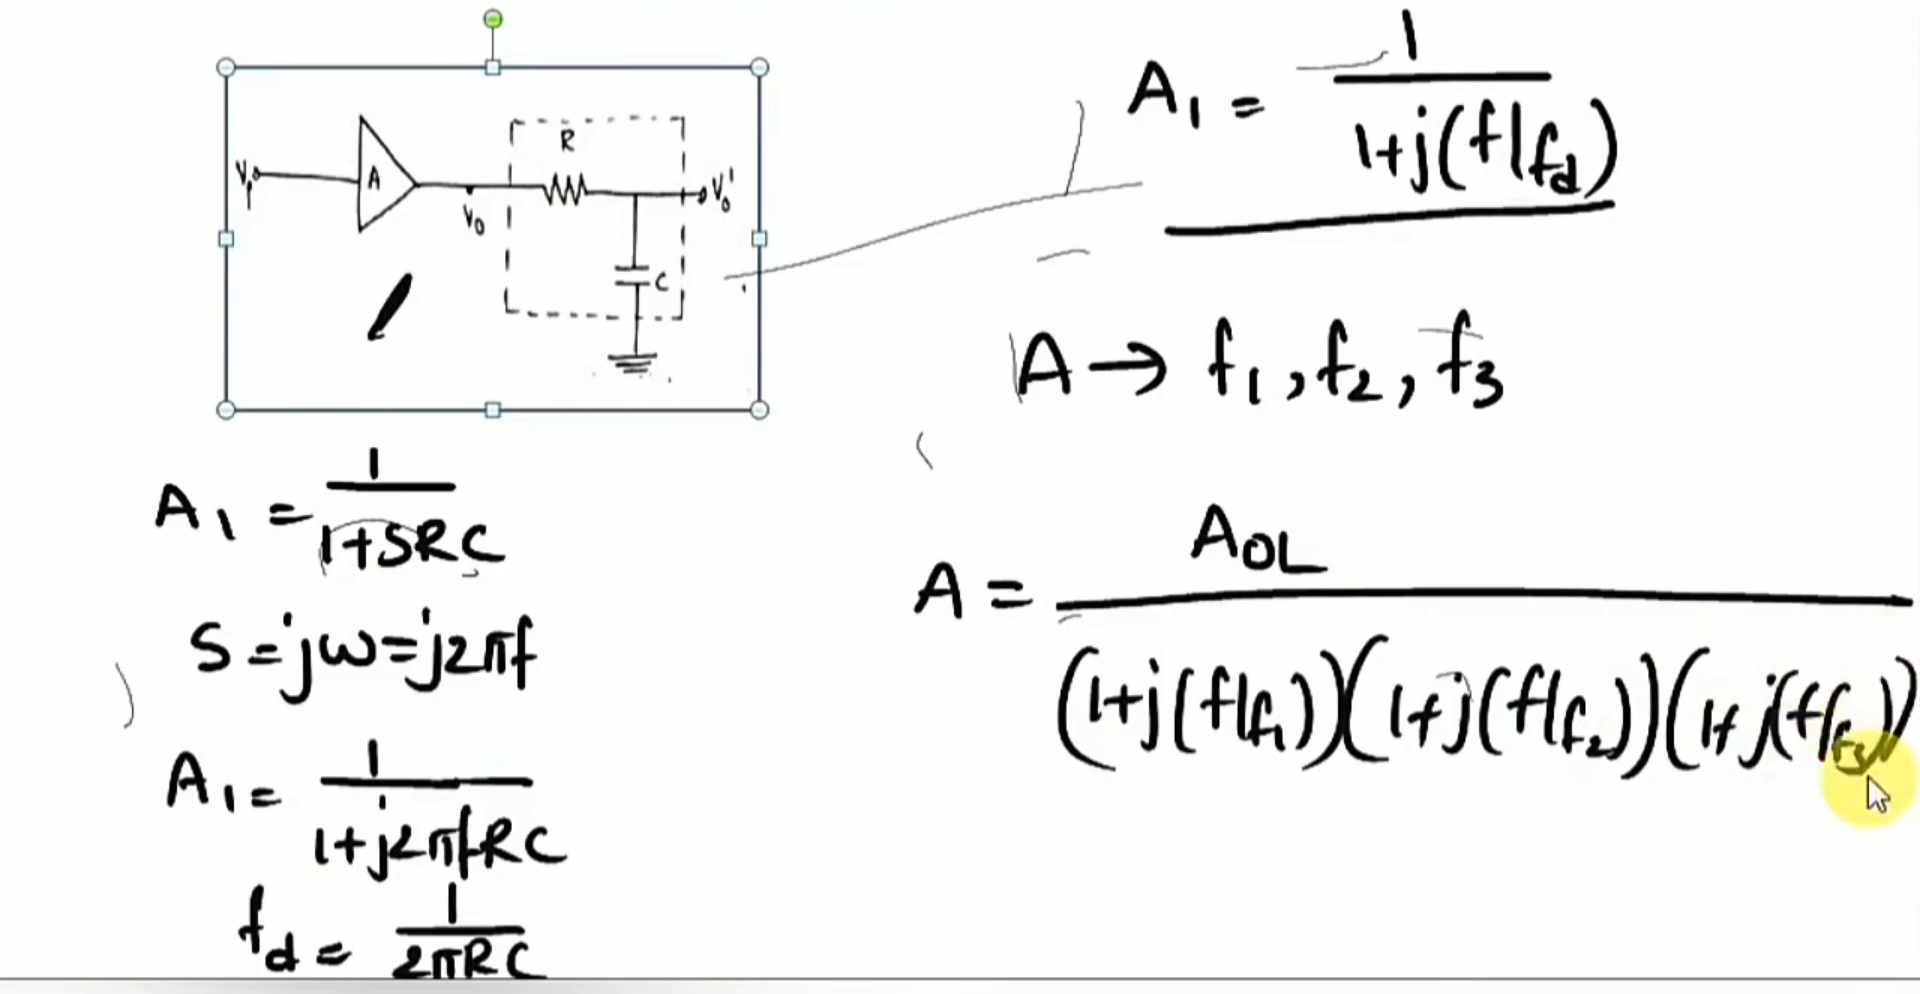 R
Vi A Vo Vo'
C
A1 = 1
1+SRC
S = jω = j2πf
A1 = 1
1+j2πfRC
fd = 1
2πRC
A1 = 1
1+j(f|fd)
A → f1, f2, f3
A = AOL
(1+j(f|f1))(1+j(f|f2))(1+j(f|f3))